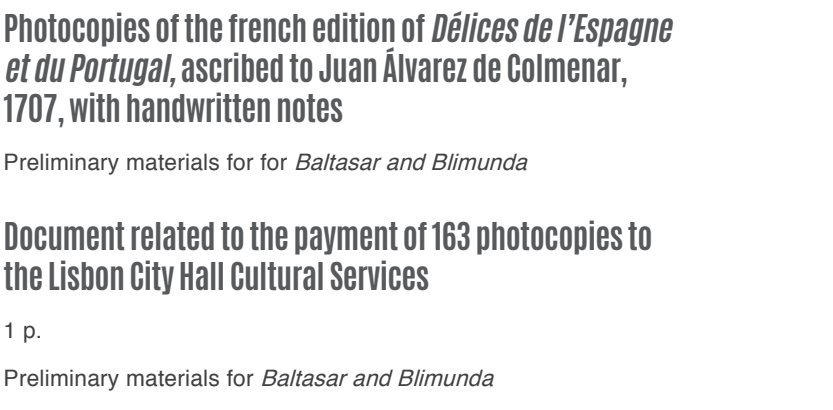 Photocopies of the french edition of Délices de l’Espagne
et du Portugal, ascribed to Juan Álvarez de Colmenar,
1707, with handwritten notes
Preliminary materials for for Baltasar and Blimunda
Document related to the payment of 163 photocopies to
the Lisbon City Hall Cultural Services
1 p.
Preliminary materials for Baltasar and Blimunda